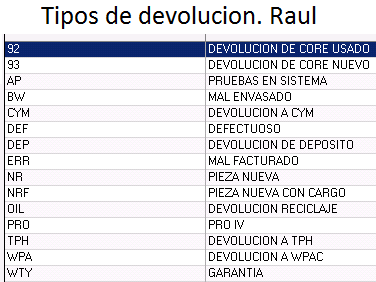 Tipos de devolucion. Raul
92 DEVOLUCION DE CORE USADO
93 DEVOLUCION DE CORE NUEVO
AP PRUEBAS EN SISTEMA
BW MAL ENVASADO
CYM DEVOLUCION A CYM
DEF DEFECTUOSO
DEP DEVOLUCION DE DEPOSITO
ERR MAL FACTURADO
NR PIEZA NUEVA
NRF PIEZA NUEVA CON CARGO
OIL DEVOLUCION RECICLAJE
PRO PRO IV
TPH DEVOLUCION A TPH
WPA DEVOLUCION A WPAC
WTY GARANTIA